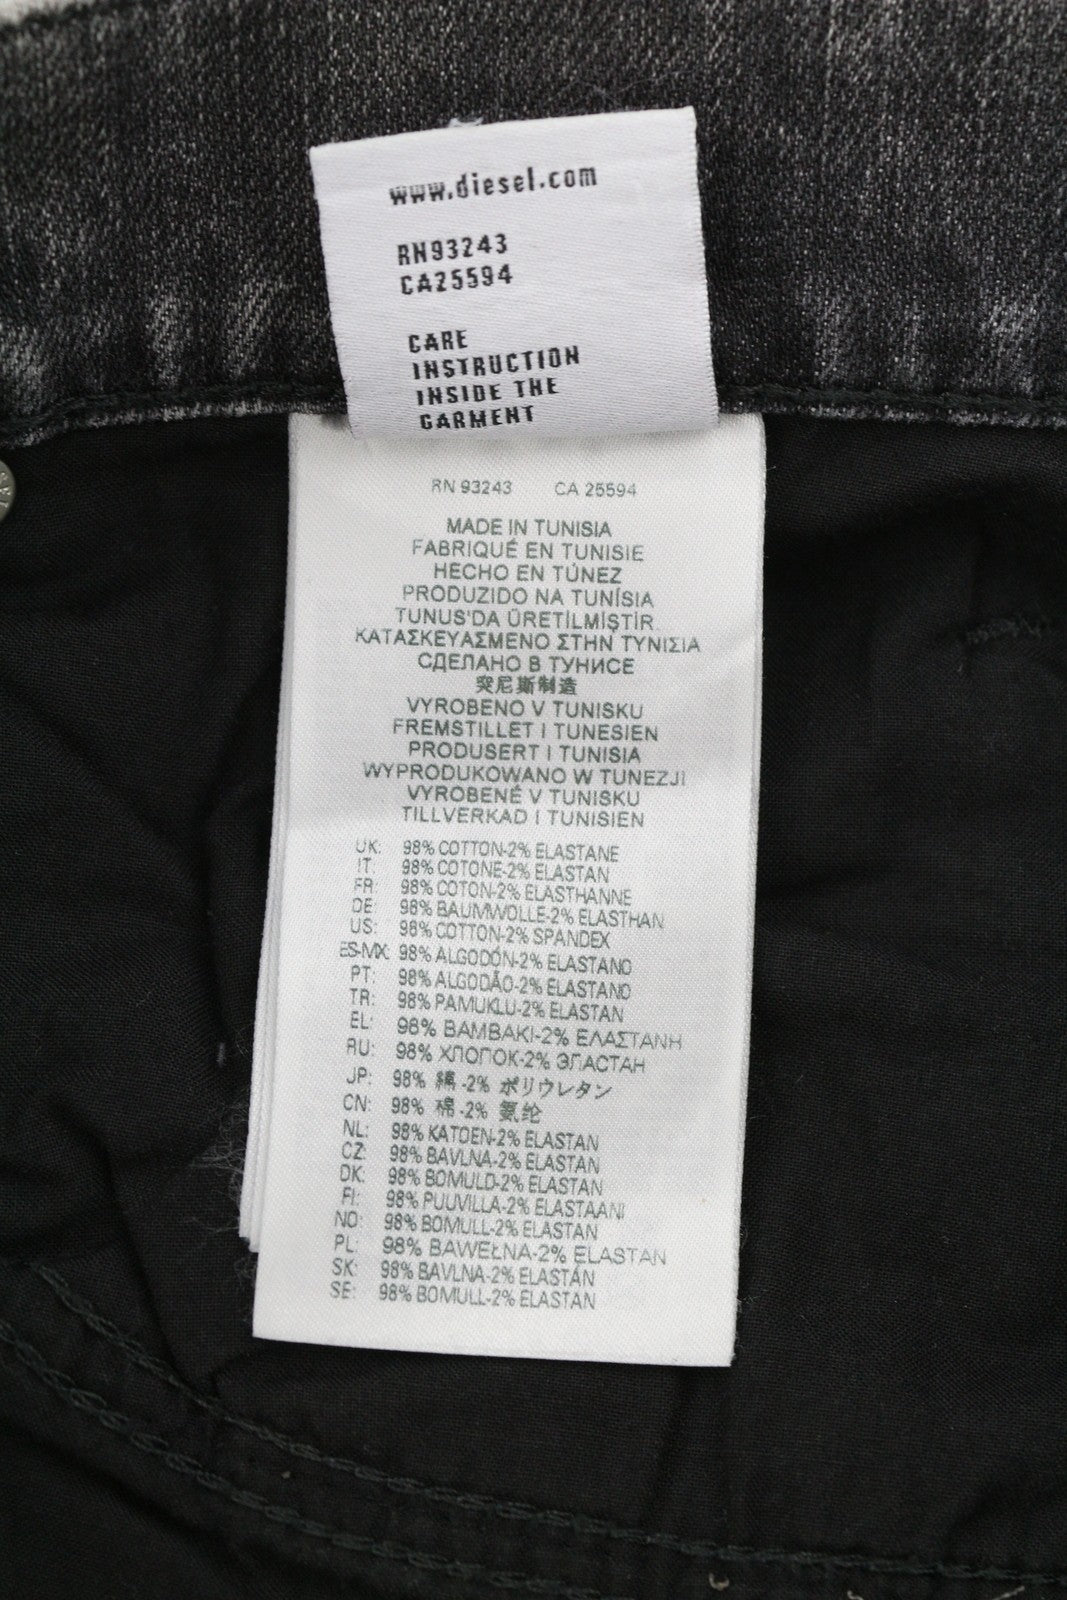 www.diesel.com
RN93243
CA25594
CARE
INSTRUCTION
INSIDE THE
GARMENT
RN 93243 CA 25594
MADE IN TUNISIA
FABRIQUÉ EN TUNISIE
HECHO EN TÚNEZ
PRODUZIDO NA TUNÍSIA
TUNUS'DA ÜRETİLMİŞTİR
ΚΑΤΑΣΚΕΥΑΣΜΕΝΟ ΣΤΗΝ ΤΥΝΙΣΙΑ
СДЕЛАНО В ТУНИСЕ
突尼斯制造
VYROBENO V TUNISKU
FREMSTILLET I TUNESIEN
PRODUSERT I TUNISIA
WYPRODUKOWANO W TUNEZJI
VYROBENÉ V TUNISKU
TILLVERKAD I TUNISIEN
UK: 98% COTTON-2% ELASTANE
IT: 98% COTONE-2% ELASTAN
FR: 98% COTON-2% ELASTHANNE
DE: 98% BAUMWOLLE-2% ELASTHAN
US: 98% COTTON-2% SPANDEX
ES-MX: 98% ALGODÓN-2% ELASTANO
PT: 98% ALGODÃO-2% ELASTANO
TR: 98% PAMUKLU-2% ELASTAN
EL: 98% ΒΑΜΒΑΚΙ-2% ΕΛΑΣΤΑΝΗ
RU: 98% ХЛОПОК-2% ЭЛАСТАН
JP: 98% 綿 -2% ポリウレタン
CN: 98% 棉 -2% 氨纶
NL: 98% KATOEN-2% ELASTAN
CZ: 98% BAVLNA-2% ELASTAN
DK: 98% BOMULD-2% ELASTAN
FI: 98% PUUVILLA-2% ELASTAANI
NO: 98% BOMULL-2% ELASTAN
PL: 98% BAWEŁNA-2% ELASTAN
SK: 98% BAVLNA-2% ELASTÁN
SE: 98% BOMULL-2% ELASTAN